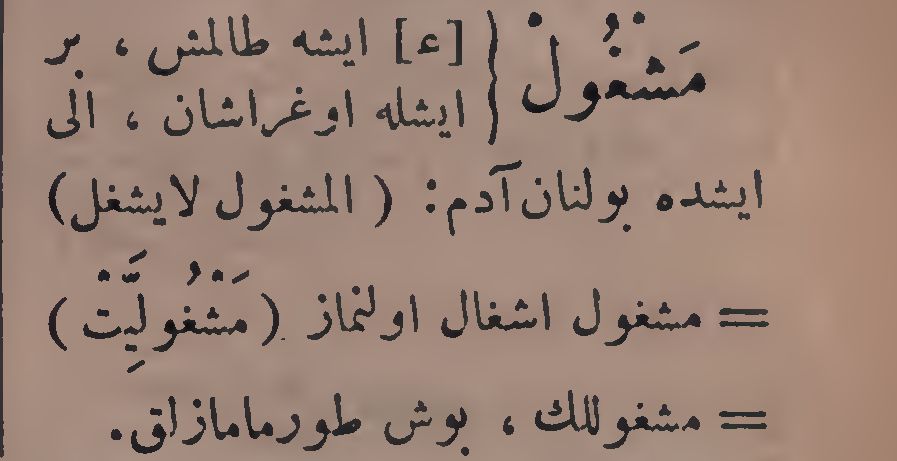 مَشْغُولْ } [ع] ایشه طالمش ، بر
ایشله اوغراشان ، الی
ایشده بولنان آدم: ( المشغول لایشغل)
= مشغول اشغال اولنماز (مَشْغُولِیَّتْ )
= مشغوللك ، بوش طورمامازلق.